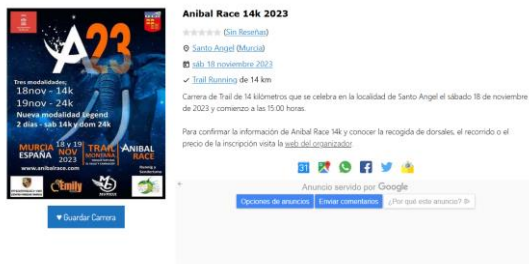 A23
Tres modalidades;
18nov - 14k
19nov - 24k
Nueva modalidad Legend
2 días - sab 14k y dom 24k
MURCIA
ESPAÑA
18 y 19
NOV
2023
TRAIL
MONTAÑA
ANIBAL
RACE
www.anibalrace.com
Emily
♥ Guardar Carrera
Anibal Race 14k 2023
(Sin Reseñas)
Santo Angel (Murcia)
sáb 18 noviembre 2023
Trail Running de 14 km
Carrera de Trail de 14 kilómetros que se celebra en la localidad de Santo Angel el sábado 18 de noviembre
de 2023 y comienzo a las 15:00 horas.
Para confirmar la información de Anibal Race 14k y conocer la recogida de dorsales, el recorrido o el
precio de la inscripción visita la web del organizador.
31
Anuncio servido por Google
Opciones de anuncios
Enviar comentarios
¿Por qué este anuncio?